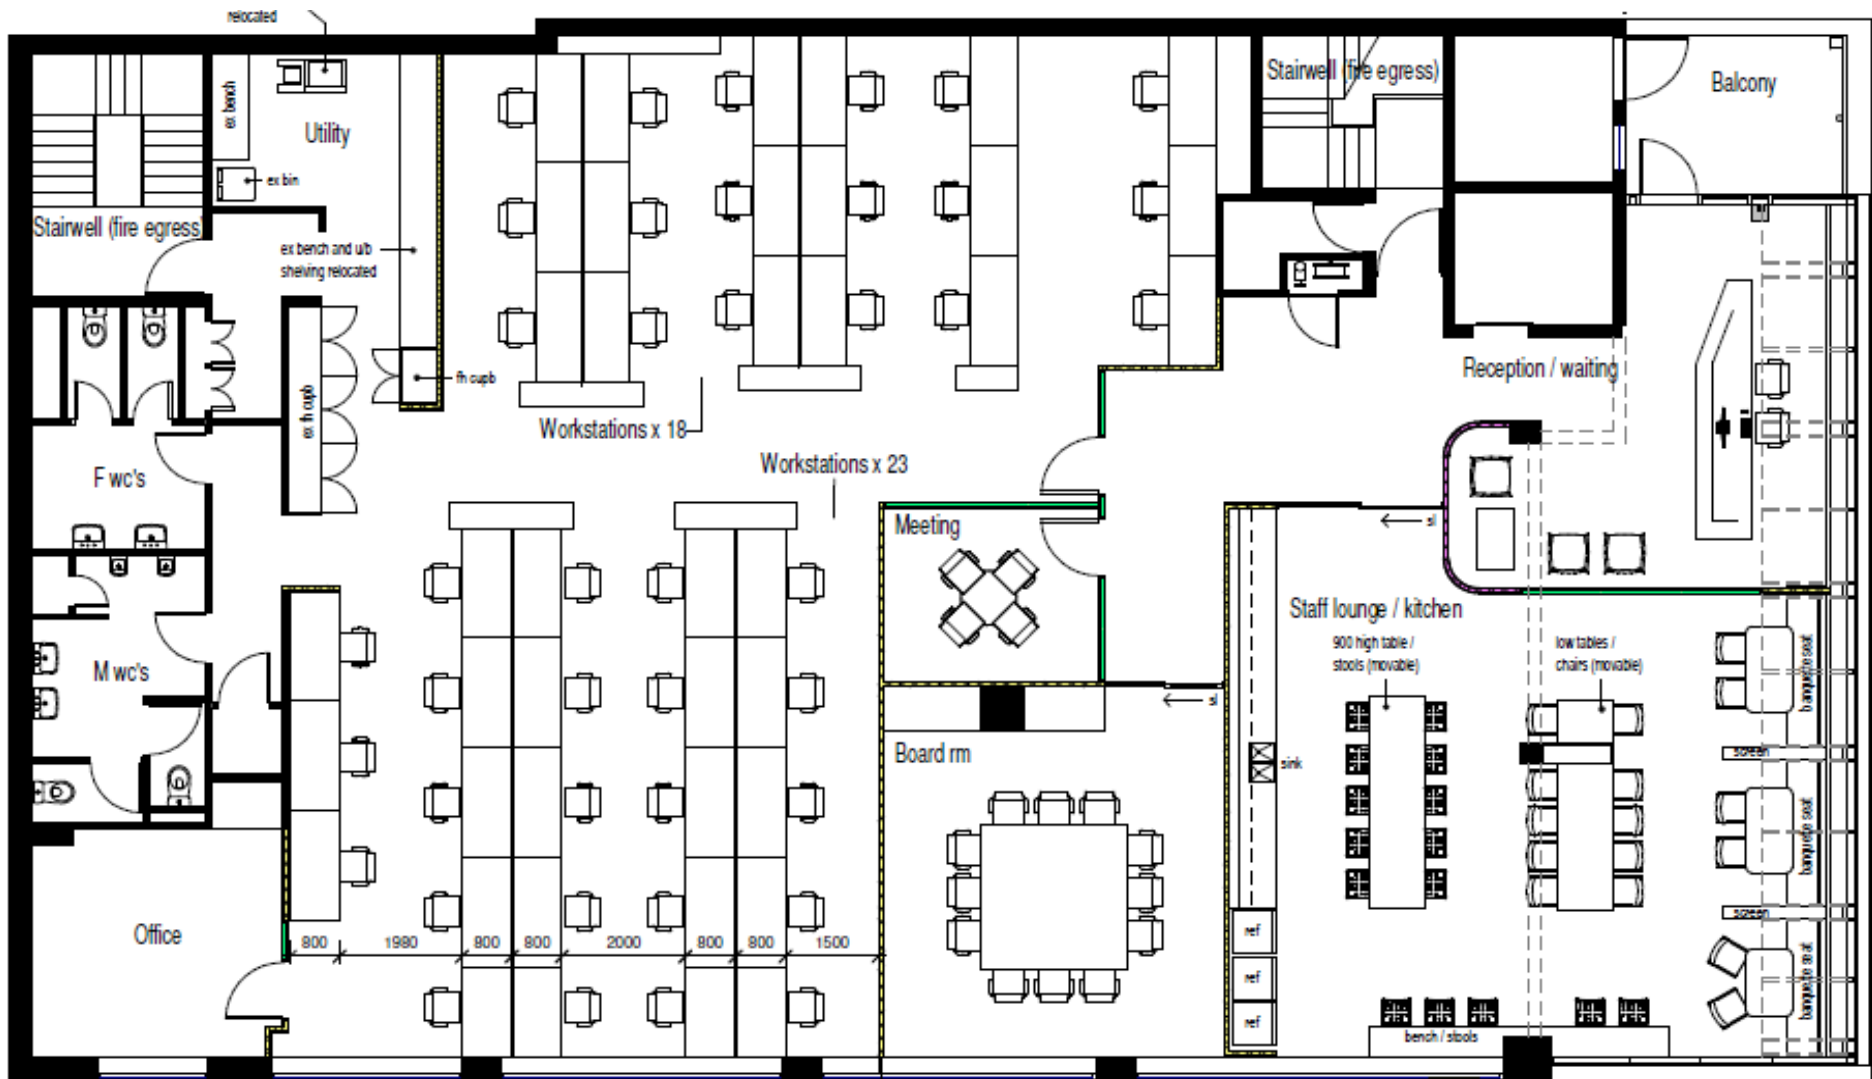 relocated
ex bench
Utility
ex bin
Stairwell (fire egress)
ex bench and u/b
shelving relocated
fh cupb
ex fh cupb
Workstations x 18
Workstations x 23
Stairwell (fire egress)
Balcony
Reception / waiting
F wc's
M wc's
Office
Meeting
Board rm
sl
sl
Staff lounge / kitchen
900 high table /
stools (movable)
low tables /
chairs (movable)
sink
ref
ref
ref
bench / stools
banquette seat
screen
banquette seat
screen
banquette seat
800
1980
800
800
2000
800
800
1500